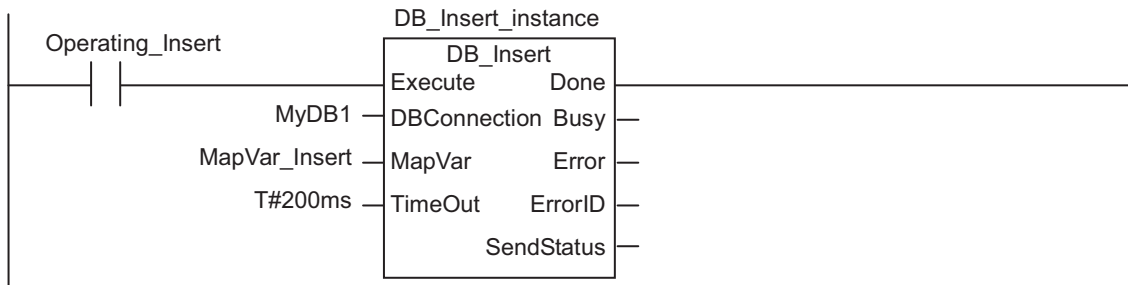 DB_Insert_instance
Operating_Insert
DB_Insert
Execute Done
MyDB1 DBConnection Busy
MapVar_Insert MapVar Error
T#200ms TimeOut ErrorID
SendStatus